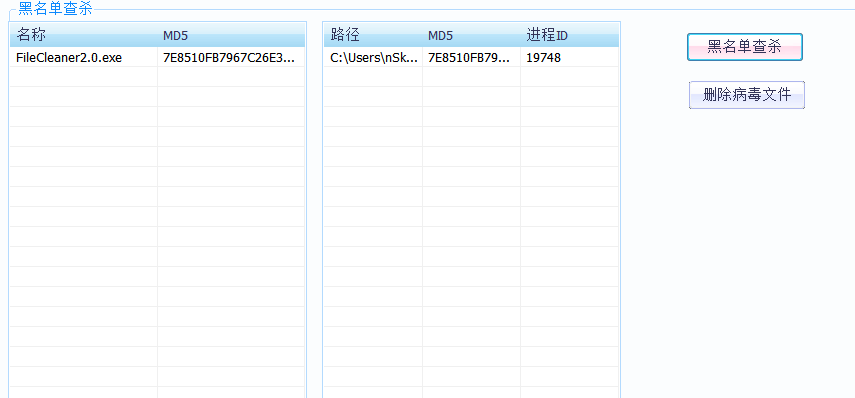 黑名单查杀
名称 MD5
FileCleaner2.0.exe 7E8510FB7967C26E3...
路径 MD5 进程ID
C:\Users\nSk... 7E8510FB79... 19748
黑名单查杀
删除病毒文件